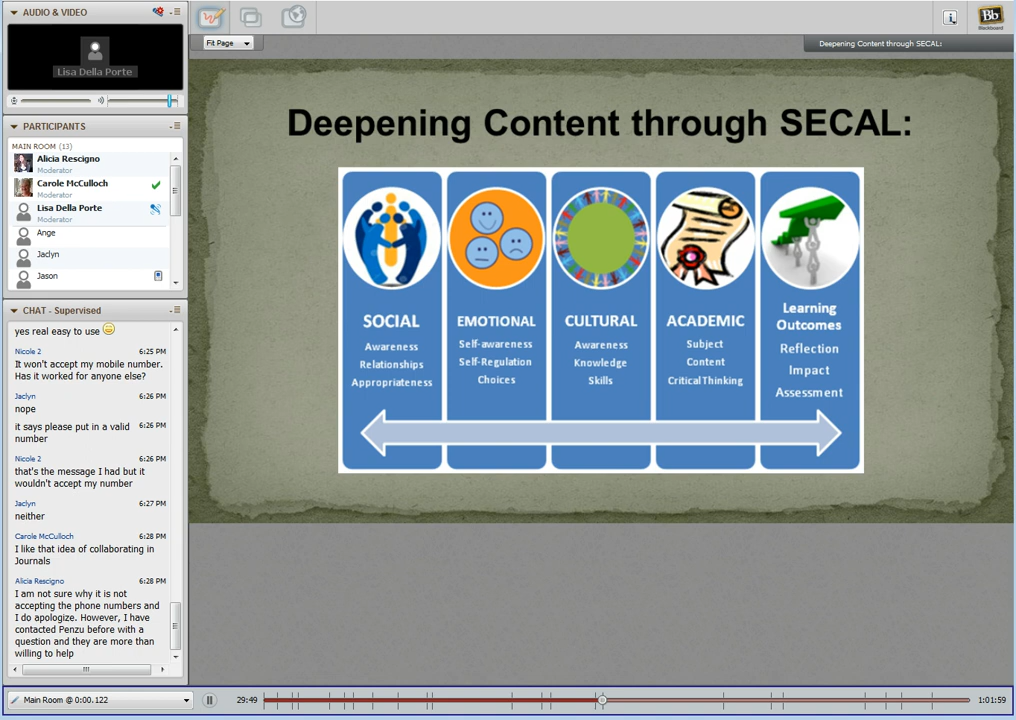 AUDIO & VIDEO
Lisa Della Porte
PARTICIPANTS
MAIN ROOM (13)
Alicia Rescigno
Moderator
Carole McCulloch
Moderator
Lisa Della Porte
Moderator
Ange
Jadyn
Jason
CHAT - Supervised
yes real easy to use
Nicole 2 6:25 PM
It won't accept my mobile number.
Has it worked for anyone else?
Jaclyn 6:26 PM
nope
it says please put in a valid 6:26 PM
number
Nicole 2 6:26 PM
that's the message I had but it
wouldn't accept my number
Jaclyn 6:27 PM
neither
Carole McCulloch 6:28 PM
I like that idea of collaborating in
Journals
Alicia Rescigno 6:28 PM
I am not sure why it is not
accepting the phone numbers and
I do apologize. However, I have
contacted Penzu before with a
question and they are more than
willing to help
Main Room @ 0:00.122
Fit Page
Bb
Blackboard
Deepening Content through SECAL:
Deepening Content through SECAL:
SOCIAL
Awareness
Relationships
Appropriateness
EMOTIONAL
Self-awareness
Self-Regulation
Choices
CULTURAL
Awareness
Knowledge
Skills
ACADEMIC
Subject
Content
Critical Thinking
Learning
Outcomes
Reflection
Impact
Assessment
29:49
1:01:59